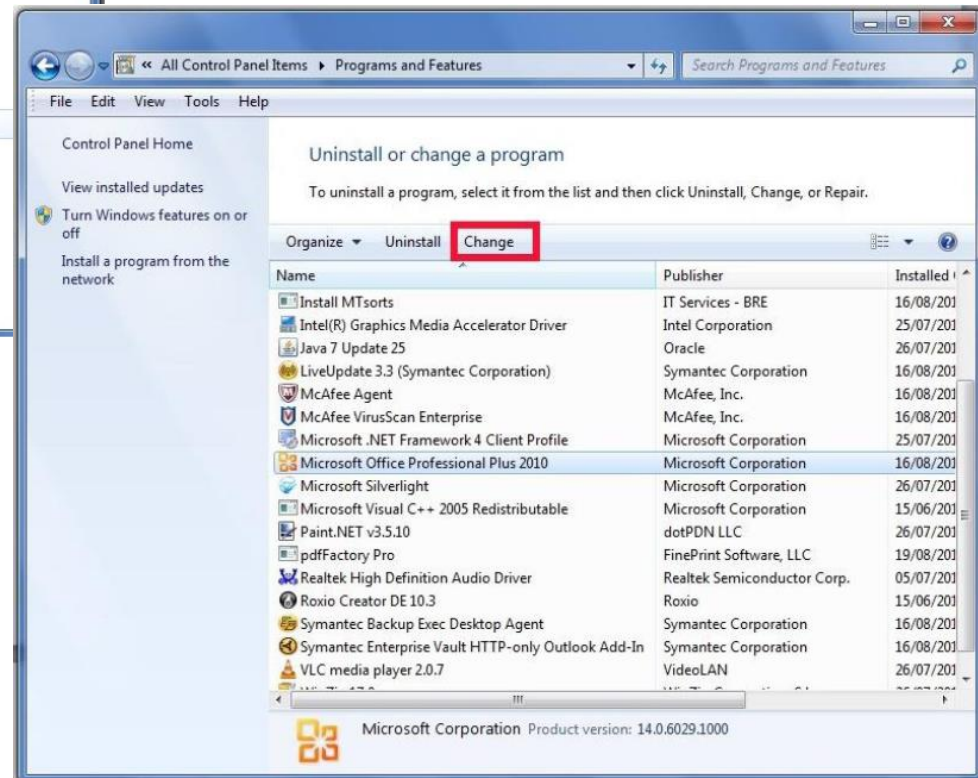 « All Control Panel Items ▸ Programs and Features
Search Programs and Features
File Edit View Tools Help
Control Panel Home
View installed updates
Turn Windows features on or
off
Install a program from the
network
Uninstall or change a program
To uninstall a program, select it from the list and then click Uninstall, Change, or Repair.
Organize Uninstall Change
Name Publisher Installed
Install MTsorts IT Services - BRE 16/08/201
Intel(R) Graphics Media Accelerator Driver Intel Corporation 25/07/201
Java 7 Update 25 Oracle 26/07/201
LiveUpdate 3.3 (Symantec Corporation) Symantec Corporation 16/08/201
McAfee Agent McAfee, Inc. 16/08/201
McAfee VirusScan Enterprise McAfee, Inc. 16/08/201
Microsoft .NET Framework 4 Client Profile Microsoft Corporation 25/07/201
Microsoft Office Professional Plus 2010 Microsoft Corporation 16/08/201
Microsoft Silverlight Microsoft Corporation 26/07/201
Microsoft Visual C++ 2005 Redistributable Microsoft Corporation 15/06/201
Paint.NET v3.5.10 dotPDN LLC 26/07/201
pdfFactory Pro FinePrint Software, LLC 19/08/201
Realtek High Definition Audio Driver Realtek Semiconductor Corp. 05/07/201
Roxio Creator DE 10.3 Roxio 15/06/201
Symantec Backup Exec Desktop Agent Symantec Corporation 16/08/201
Symantec Enterprise Vault HTTP-only Outlook Add-In Symantec Corporation 16/08/201
VLC media player 2.0.7 VideoLAN 26/07/201
Microsoft Corporation Product version: 14.0.6029.1000